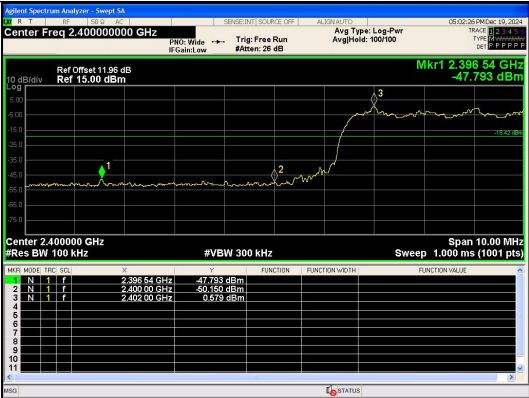 Agilent Spectrum Analyzer - Swept SA
R T RF 50 Ω AC SENSE:INT SOURCE OFF ALIGNAUTO 05:02:26 PM Dec 19, 2024
Center Freq 2.400000000 GHz
PNO: Wide
IFGain:Low
Trig: Free Run
#Atten: 26 dB
Avg Type: Log-Pwr
Avg|Hold: 100/100
TRACE 1 2 3 4 5 6
TYPE M
DET P P P P P P
Mkr1 2.396 54 GHz
-47.793 dBm
Ref Offset 11.96 dB
Ref 15.00 dBm
10 dB/div
Log
5.00
-5.00
-15.0
-25.0
-35.0
-45.0
-55.0
-65.0
-75.0
1
2
3
-19.42 dBm
Center 2.400000 GHz
Span 10.00 MHz
#Res BW 100 kHz #VBW 300 kHz Sweep 1.000 ms (1001 pts)
MKR MODE TRC SCL X Y FUNCTION FUNCTION WIDTH FUNCTION VALUE
1 N 1 f 2.396 54 GHz -47.793 dBm
2 N 1 f 2.400 00 GHz -50.150 dBm
3 N 1 f 2.402 00 GHz 0.579 dBm
4
5
6
7
8
9
10
11
MSG STATUS